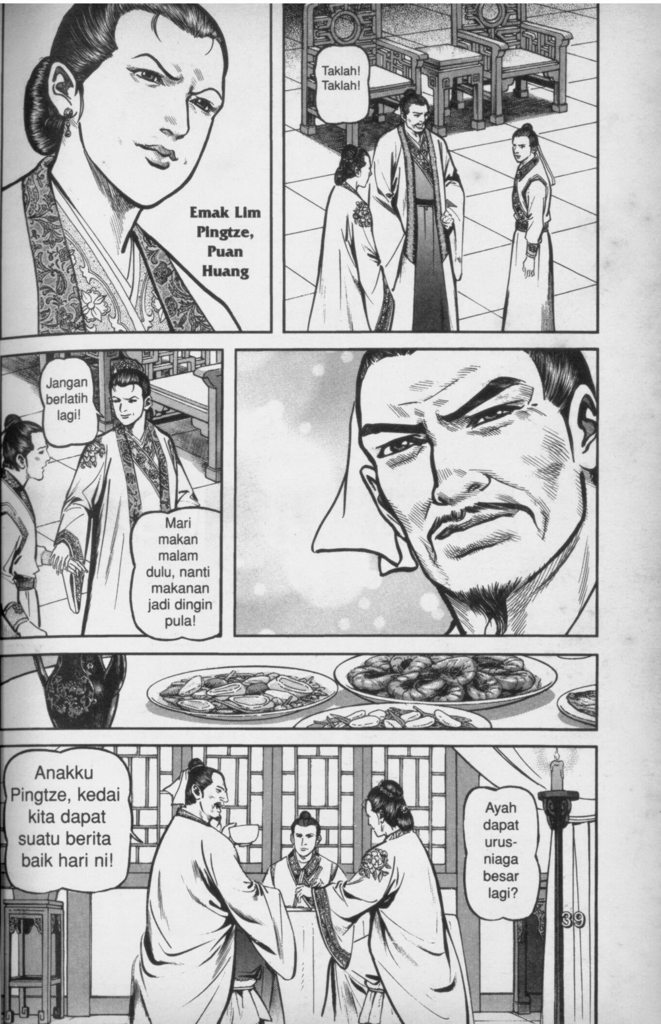 Emak Lim
Pingtze,
Puan
Huang
Taklah!
Taklah!
Jangan
berlatih
lagi!
Mari
makan
malam
dulu, nanti
makanan
jadi dingin
pula!
Anakku
Pingtze, kedai
kita dapat
suatu berita
baik hari ni!
Ayah
dapat
urus-
niaga
besar
lagi?
39